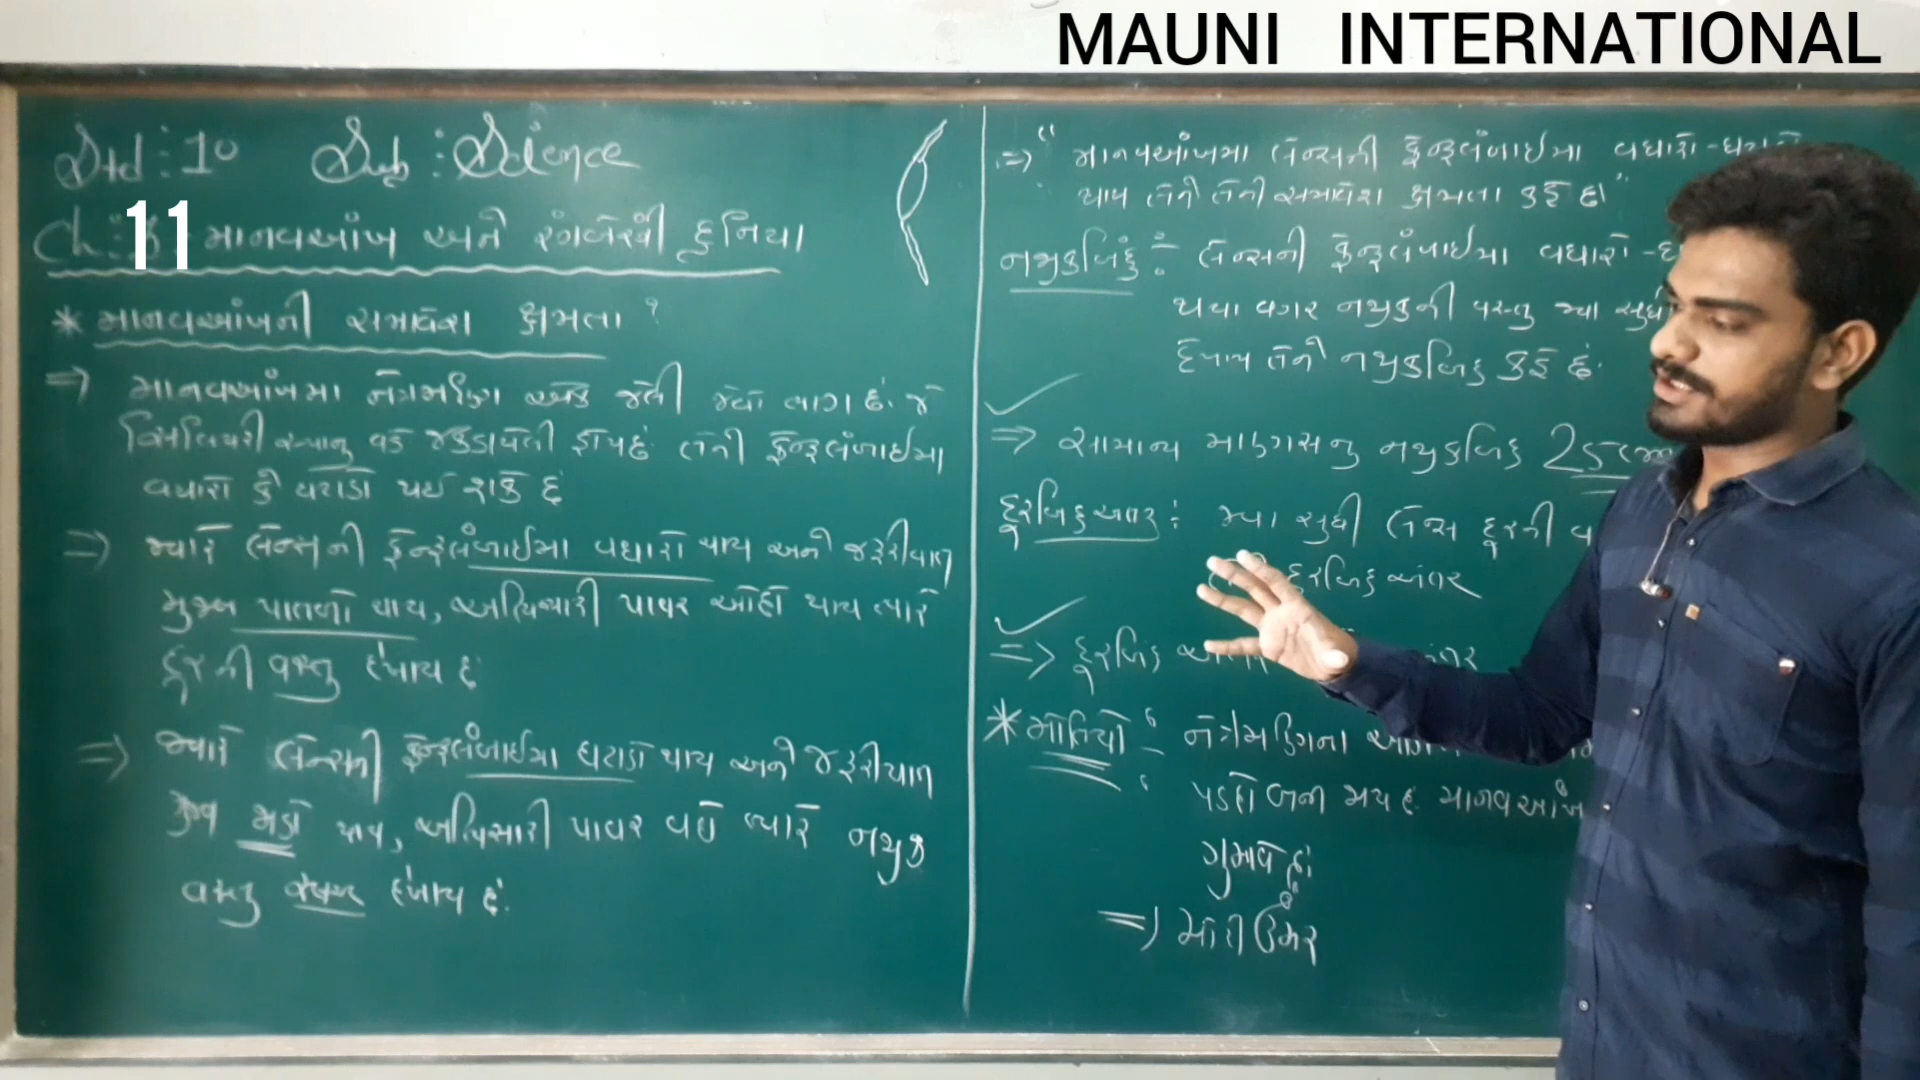 MAUNI INTERNATIONAL
Std : 10 Sub : Science
Ch : 11 માનવઆંખ અને રંગબેરંગી દુનિયા
* માનવઆંખની સમાવેશ ક્ષમતા ?
⇒ માનવઆંખમા નેત્રમણિ એક જેલી જેવો ભાગ છે. જે
સિલિયરી સ્નાયુ વડે જકડાયેલો હોય છે તેની કેન્દ્રલંબાઈમા
વધારો કે ઘટાડો થઈ શકે છે
⇒ જ્યારે લેન્સની કેન્દ્રલંબાઈમા વધારો થાય અને જરૂરીયાત
મુજબ પાતળો થાય, અભિસારી પાવર ઓછો થાય ત્યારે
દૂરની વસ્તુ દેખાય છે
⇒ જ્યારે લેન્સની કેન્દ્રલંબાઈમા ઘટાડો થાય અને જરૂરીયાત
મુજબ જાડો થાય, અભિસારી પાવર વધે ત્યારે નજીક
વસ્તુ દેખાય છે.
⇒ "માનવઆંખમા લેન્સની કેન્દ્રલંબાઈમા વધારો -
થાય તેને તેની સમાવેશ ક્ષમતા કહે છે"
નજીકબિંદુ : લેન્સની કેન્દ્રલંબાઈમા વધારો -
થયા વગર નજીકની વસ્તુ જ્યા સુધી
દેખાય તેને નજીકબિંદુ કહે છે.
⇒ સામાન્ય માણસનુ નજીકબિંદુ 25 cm
દૂરબિંદુ અંતર : જ્યા સુધી લેન્સ દૂરની
દૂરબિંદુ અંતર
⇒ દૂરબિંદુ અંતર
* મોતિયો : નેત્રમણિના
પડદો બની જાય છે. માનવઆંખ
ગુમાવે છે
⇒ મોટી ઉંમર